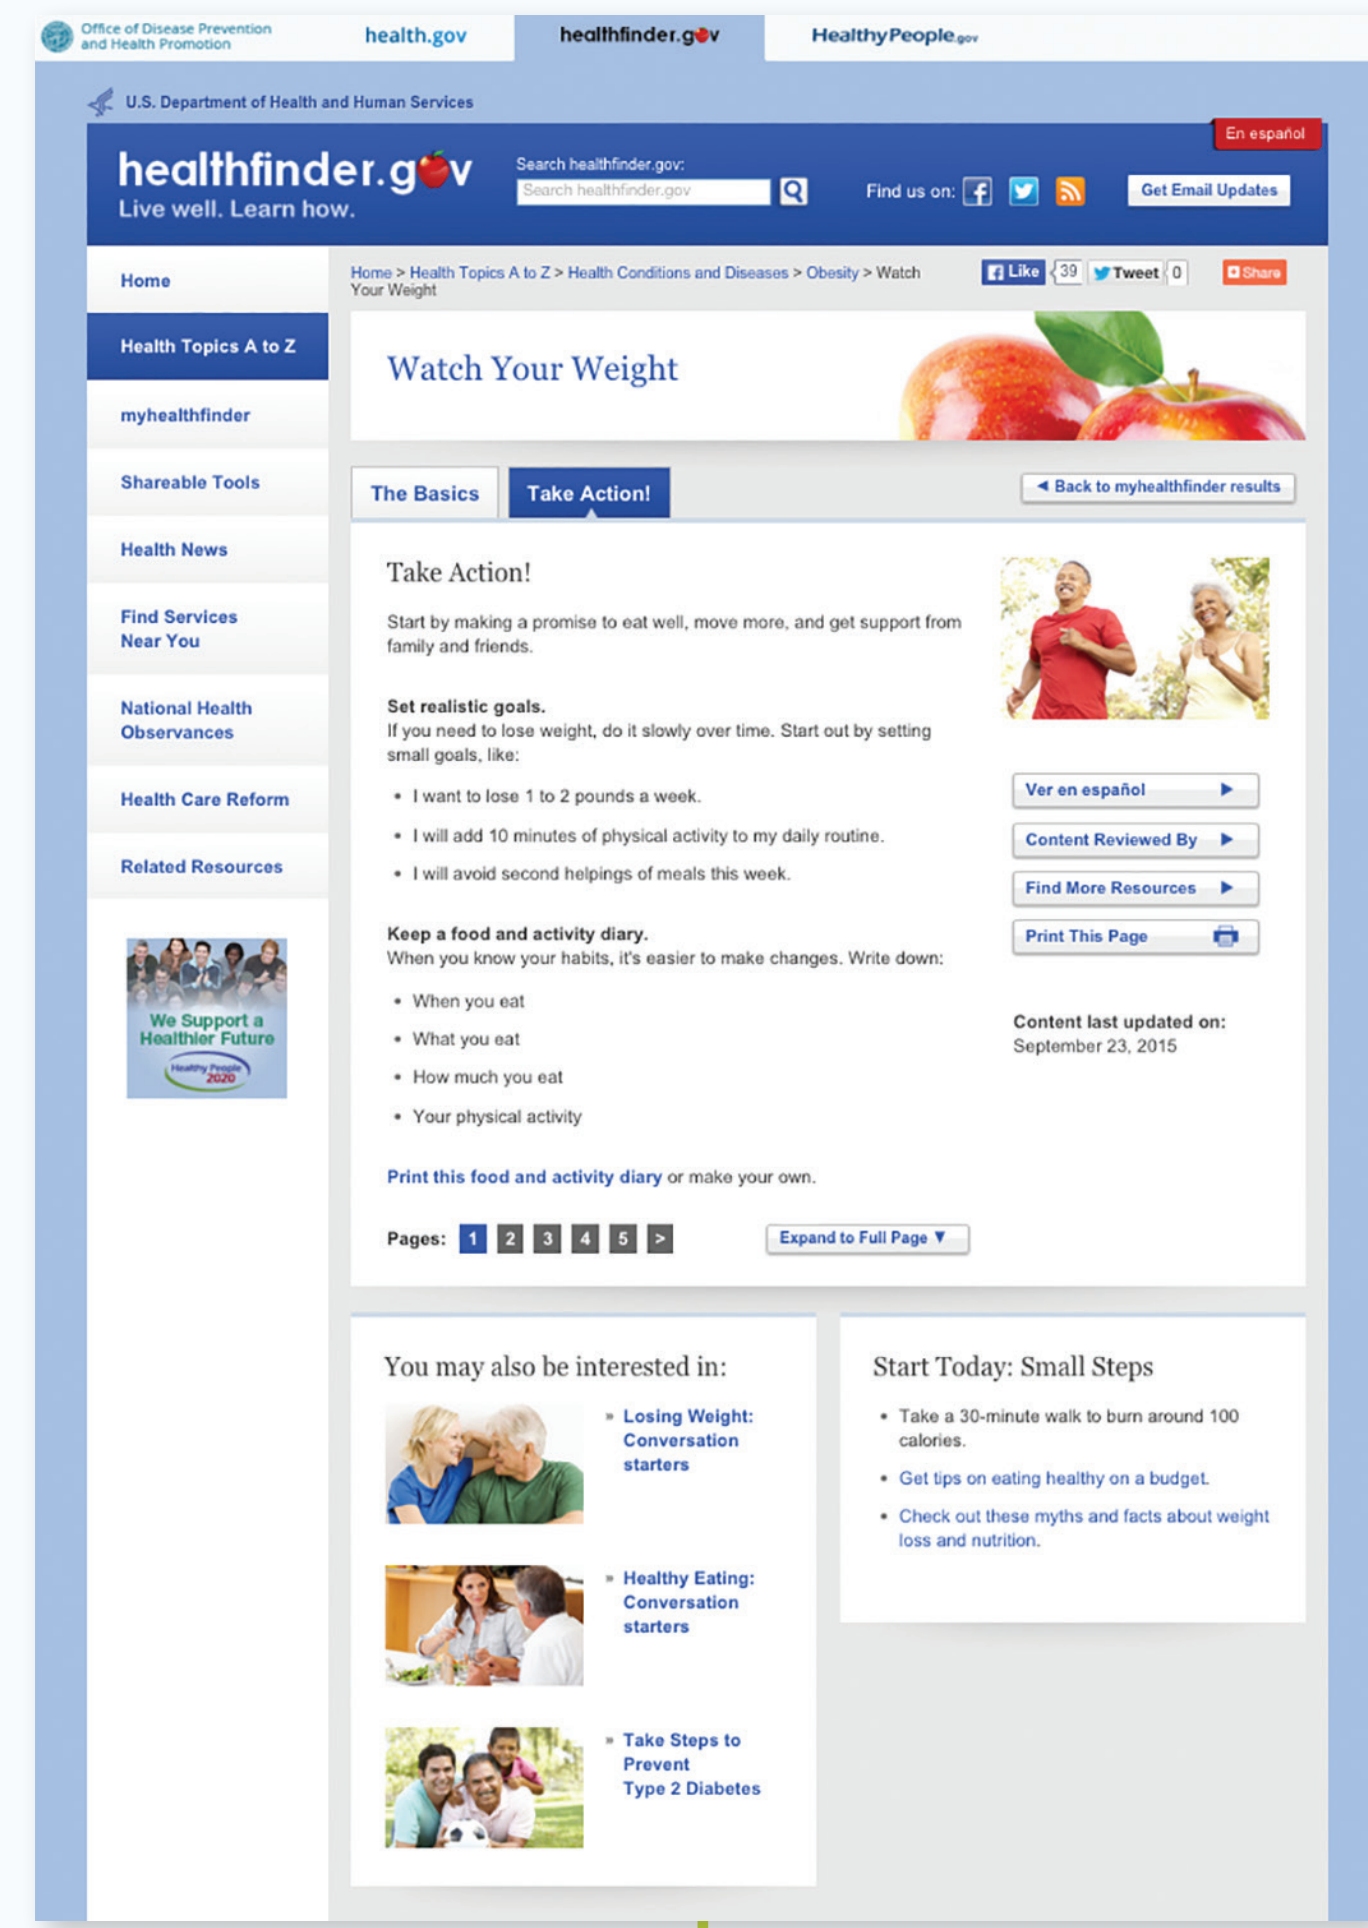 Office of Disease Prevention
and Health Promotion
health.gov
healthfinder.gov
HealthyPeople.gov
U.S. Department of Health and Human Services
En español
healthfinder.gov
Live well. Learn how.
Search healthfinder.gov:
Search healthfinder.gov
Find us on:
Get Email Updates
Home
Health Topics A to Z
myhealthfinder
Shareable Tools
Health News
Find Services
Near You
National Health
Observances
Health Care Reform
Related Resources
We Support a
Healthier Future
Healthy People
2020
Home > Health Topics A to Z > Health Conditions and Diseases > Obesity > Watch
Your Weight
Like 39 Tweet 0 Share
Watch Your Weight
The Basics
Take Action!
◄ Back to myhealthfinder results
Take Action!
Start by making a promise to eat well, move more, and get support from
family and friends.
Set realistic goals.
If you need to lose weight, do it slowly over time. Start out by setting
small goals, like:
• I want to lose 1 to 2 pounds a week.
• I will add 10 minutes of physical activity to my daily routine.
• I will avoid second helpings of meals this week.
Keep a food and activity diary.
When you know your habits, it's easier to make changes. Write down:
• When you eat
• What you eat
• How much you eat
• Your physical activity
Print this food and activity diary or make your own.
Pages: 1 2 3 4 5 >
Expand to Full Page ▼
Ver en español ►
Content Reviewed By ►
Find More Resources ►
Print This Page
Content last updated on:
September 23, 2015
You may also be interested in:
» Losing Weight:
Conversation
starters
» Healthy Eating:
Conversation
starters
» Take Steps to
Prevent
Type 2 Diabetes
Start Today: Small Steps
• Take a 30-minute walk to burn around 100
calories.
• Get tips on eating healthy on a budget.
• Check out these myths and facts about weight
loss and nutrition.